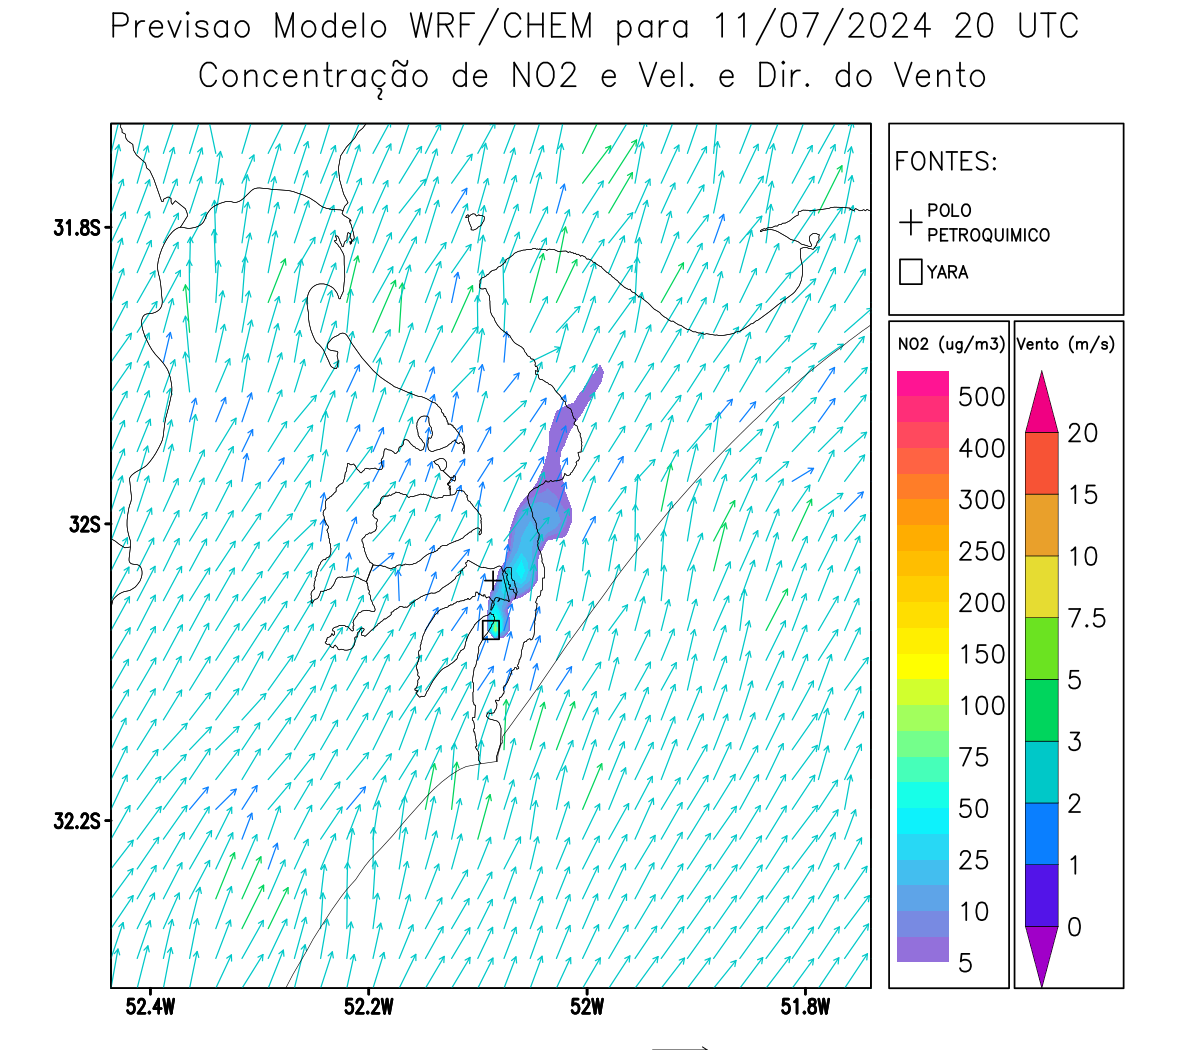 Previsao Modelo WRF/CHEM para 11/07/2024 20 UTC
Concentração de NO2 e Vel. e Dir. do Vento
FONTES:
POLO
PETROQUIMICO
YARA
NO2 (ug/m3)
500
400
300
250
200
150
100
75
50
25
10
5
Vento (m/s)
20
15
10
7.5
5
3
2
1
0
31.8S
32S
32.2S
52.4W
52.2W
52W
51.8W